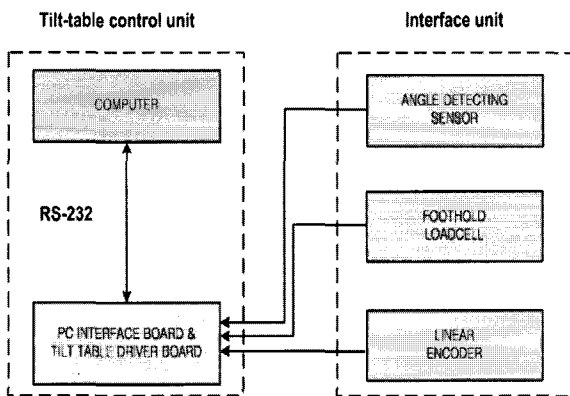 Tilt-table control unit
Interface unit
COMPUTER
RS-232
PC INTERFACE BOARD &
TILT TABLE DRIVER BOARD
ANGLE DETECTING
SENSOR
FOOTHOLD
LOADCELL
LINEAR
ENCODER